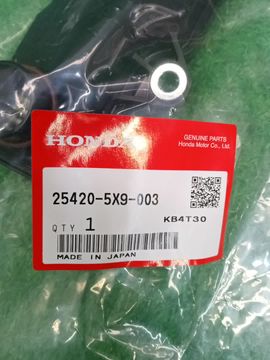 HONDA
GENUINE PARTS
Honda Motor Co., Ltd.
25420-5X9-003
QTY 1
KB4T30
MADE IN JAPAN